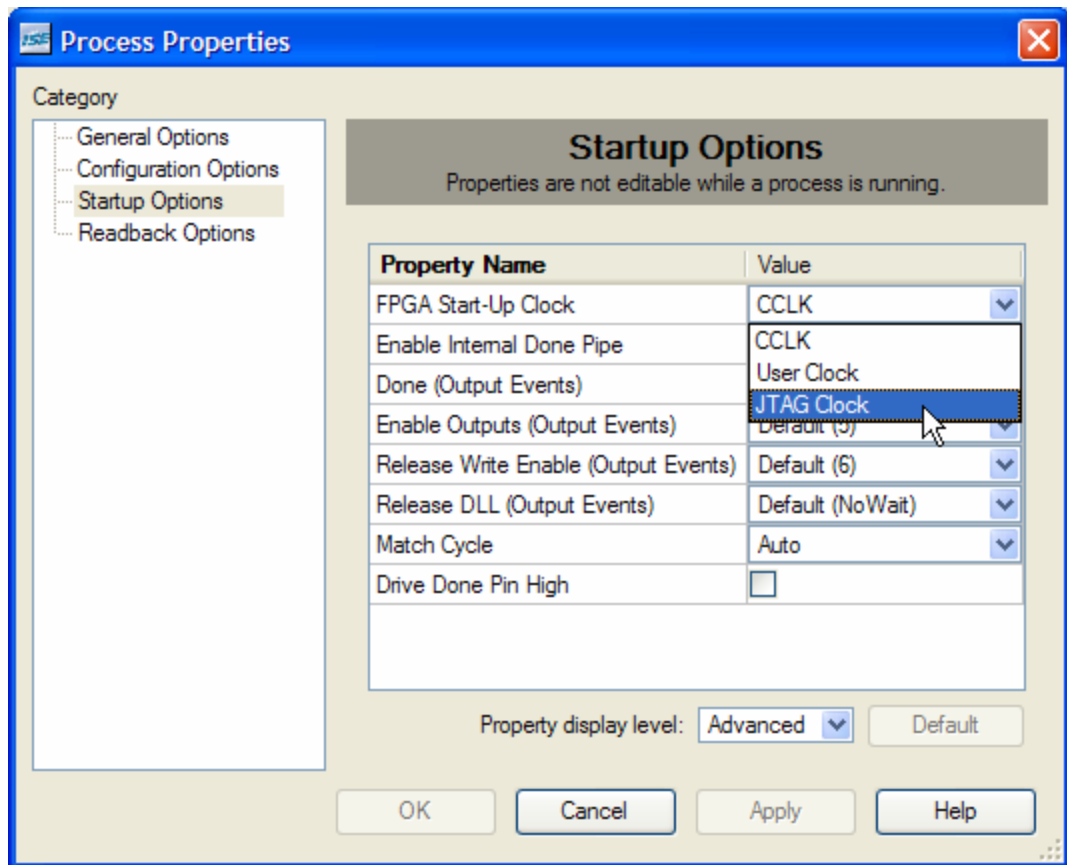 ISE Process Properties
Category
General Options
Configuration Options
Startup Options
Readback Options
Startup Options
Properties are not editable while a process is running.
Property Name Value
FPGA Start-Up Clock CCLK
Enable Internal Done Pipe CCLK
User Clock
Done (Output Events) JTAG Clock
Enable Outputs (Output Events) Default (5)
Release Write Enable (Output Events) Default (6)
Release DLL (Output Events) Default (NoWait)
Match Cycle Auto
Drive Done Pin High
Property display level: Advanced Default
OK Cancel Apply Help